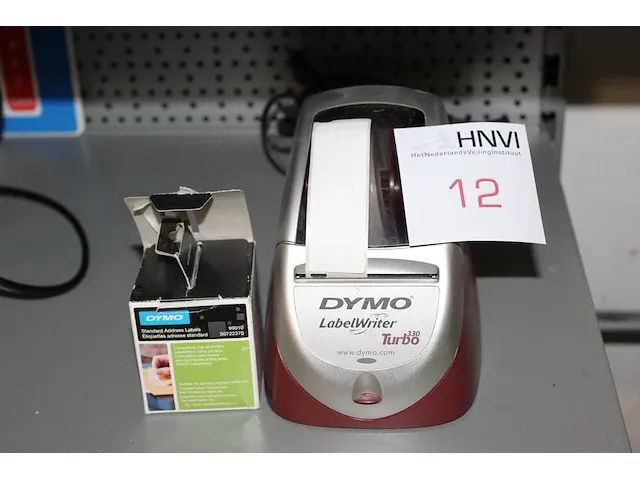 HNVI
HetNederlandsVeilingInstituut
12
DYMO
LabelWriter
330
Turbo
www.dymo.com
DYMO
Standard Address Labels
Etiquettes adresse standard
99010
S0722370